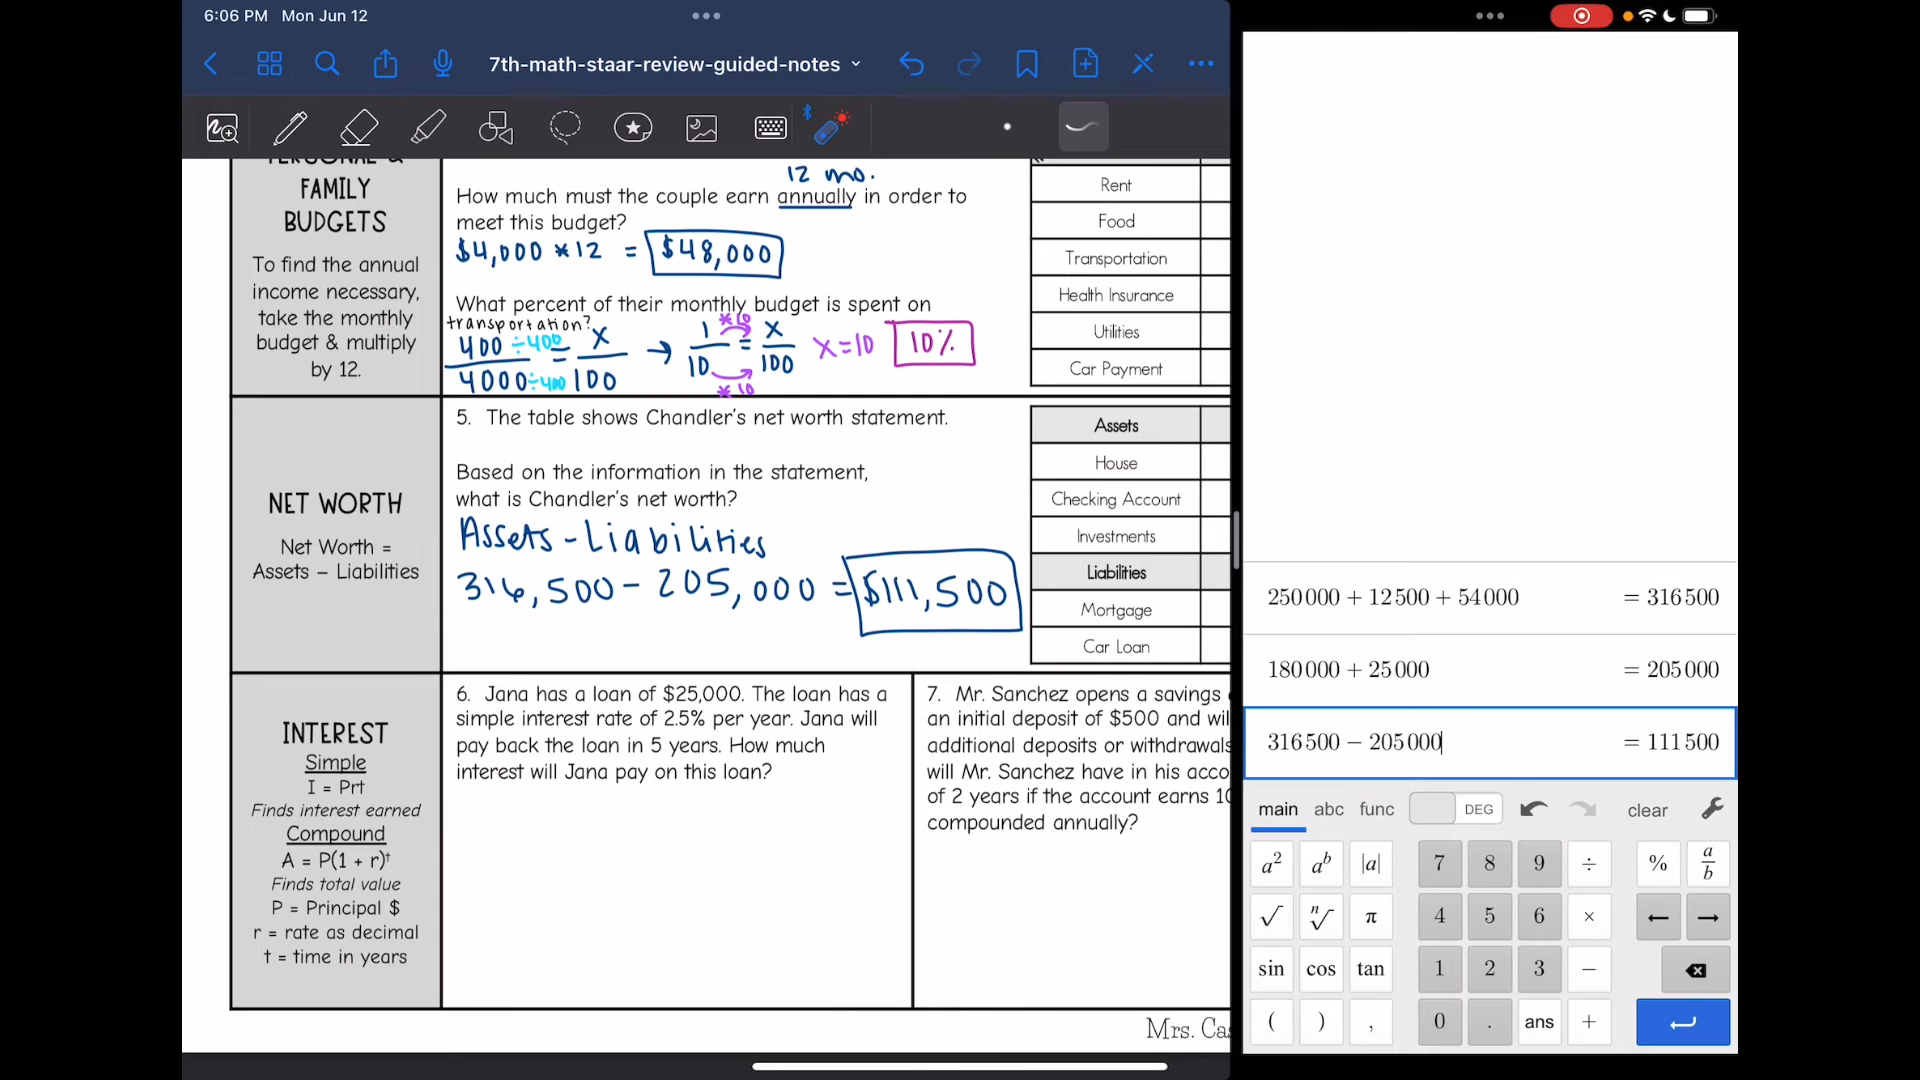 6:06 PM Mon Jun 12
7th-math-staar-review-guided-notes
FAMILY
BUDGETS
To find the annual
income necessary,
take the monthly
budget & multiply
by 12.
12 mo.
How much must the couple earn annually in order to
meet this budget?
$4,000 * 12 = $48,000
What percent of their monthly budget is spent on
transportation?
400 ÷400 = x → 1 *10 = x x=10 10%
4000 ÷400 100 10 *10 100
Rent
Food
Transportation
Health Insurance
Utilities
Car Payment
NET WORTH
Net Worth =
Assets – Liabilities
5. The table shows Chandler's net worth statement.
Based on the information in the statement,
what is Chandler's net worth?
Assets - Liabilities
316,500 - 205,000 = $111,500
Assets
House
Checking Account
Investments
Liabilities
Mortgage
Car Loan
INTEREST
Simple
I = Prt
Finds interest earned
Compound
A = P(1 + r)ᵗ
Finds total value
P = Principal $
r = rate as decimal
t = time in years
6. Jana has a loan of $25,000. The loan has a
simple interest rate of 2.5% per year. Jana will
pay back the loan in 5 years. How much
interest will Jana pay on this loan?
7. Mr. Sanchez opens a savings
an initial deposit of $500 and wil
additional deposits or withdrawals
will Mr. Sanchez have in his acco
of 2 years if the account earns 10
compounded annually?
Mrs. Ca
250000 + 12500 + 54000 = 316500
180000 + 25000 = 205000
316500 − 205000 = 111500
main abc func DEG clear
a² aᵇ |a| 7 8 9 ÷ % a/b
√ ⁿ√ π 4 5 6 × ← →
sin cos tan 1 2 3 −
( ) , 0 . ans +